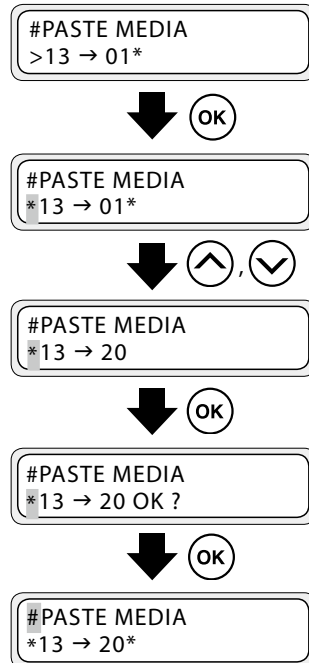 #PASTE MEDIA
>13 → 01*
OK
#PASTE MEDIA
*13 → 01*
,
#PASTE MEDIA
*13 → 20
OK
#PASTE MEDIA
*13 → 20 OK ?
OK
#PASTE MEDIA
*13 → 20*